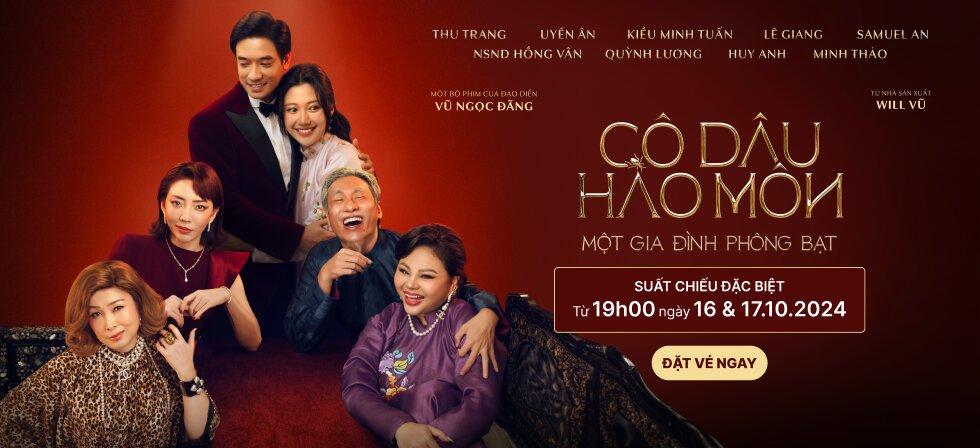 THU TRANG UYỂN ÂN KIỀU MINH TUẤN LÊ GIANG SAMUEL AN
NSND HỒNG VÂN QUỲNH LƯƠNG HUY ANH MINH THẢO
MỘT BỘ PHIM CỦA ĐẠO DIỄN
VŨ NGỌC ĐÃNG
TỪ NHÀ SẢN XUẤT
WILL VŨ
CÔ DÂU
HÀO MÔN
MỘT GIA ĐÌNH PHÔNG BẠT
SUẤT CHIẾU ĐẶC BIỆT
Từ 19h00 ngày 16 & 17.10.2024
ĐẶT VÉ NGAY